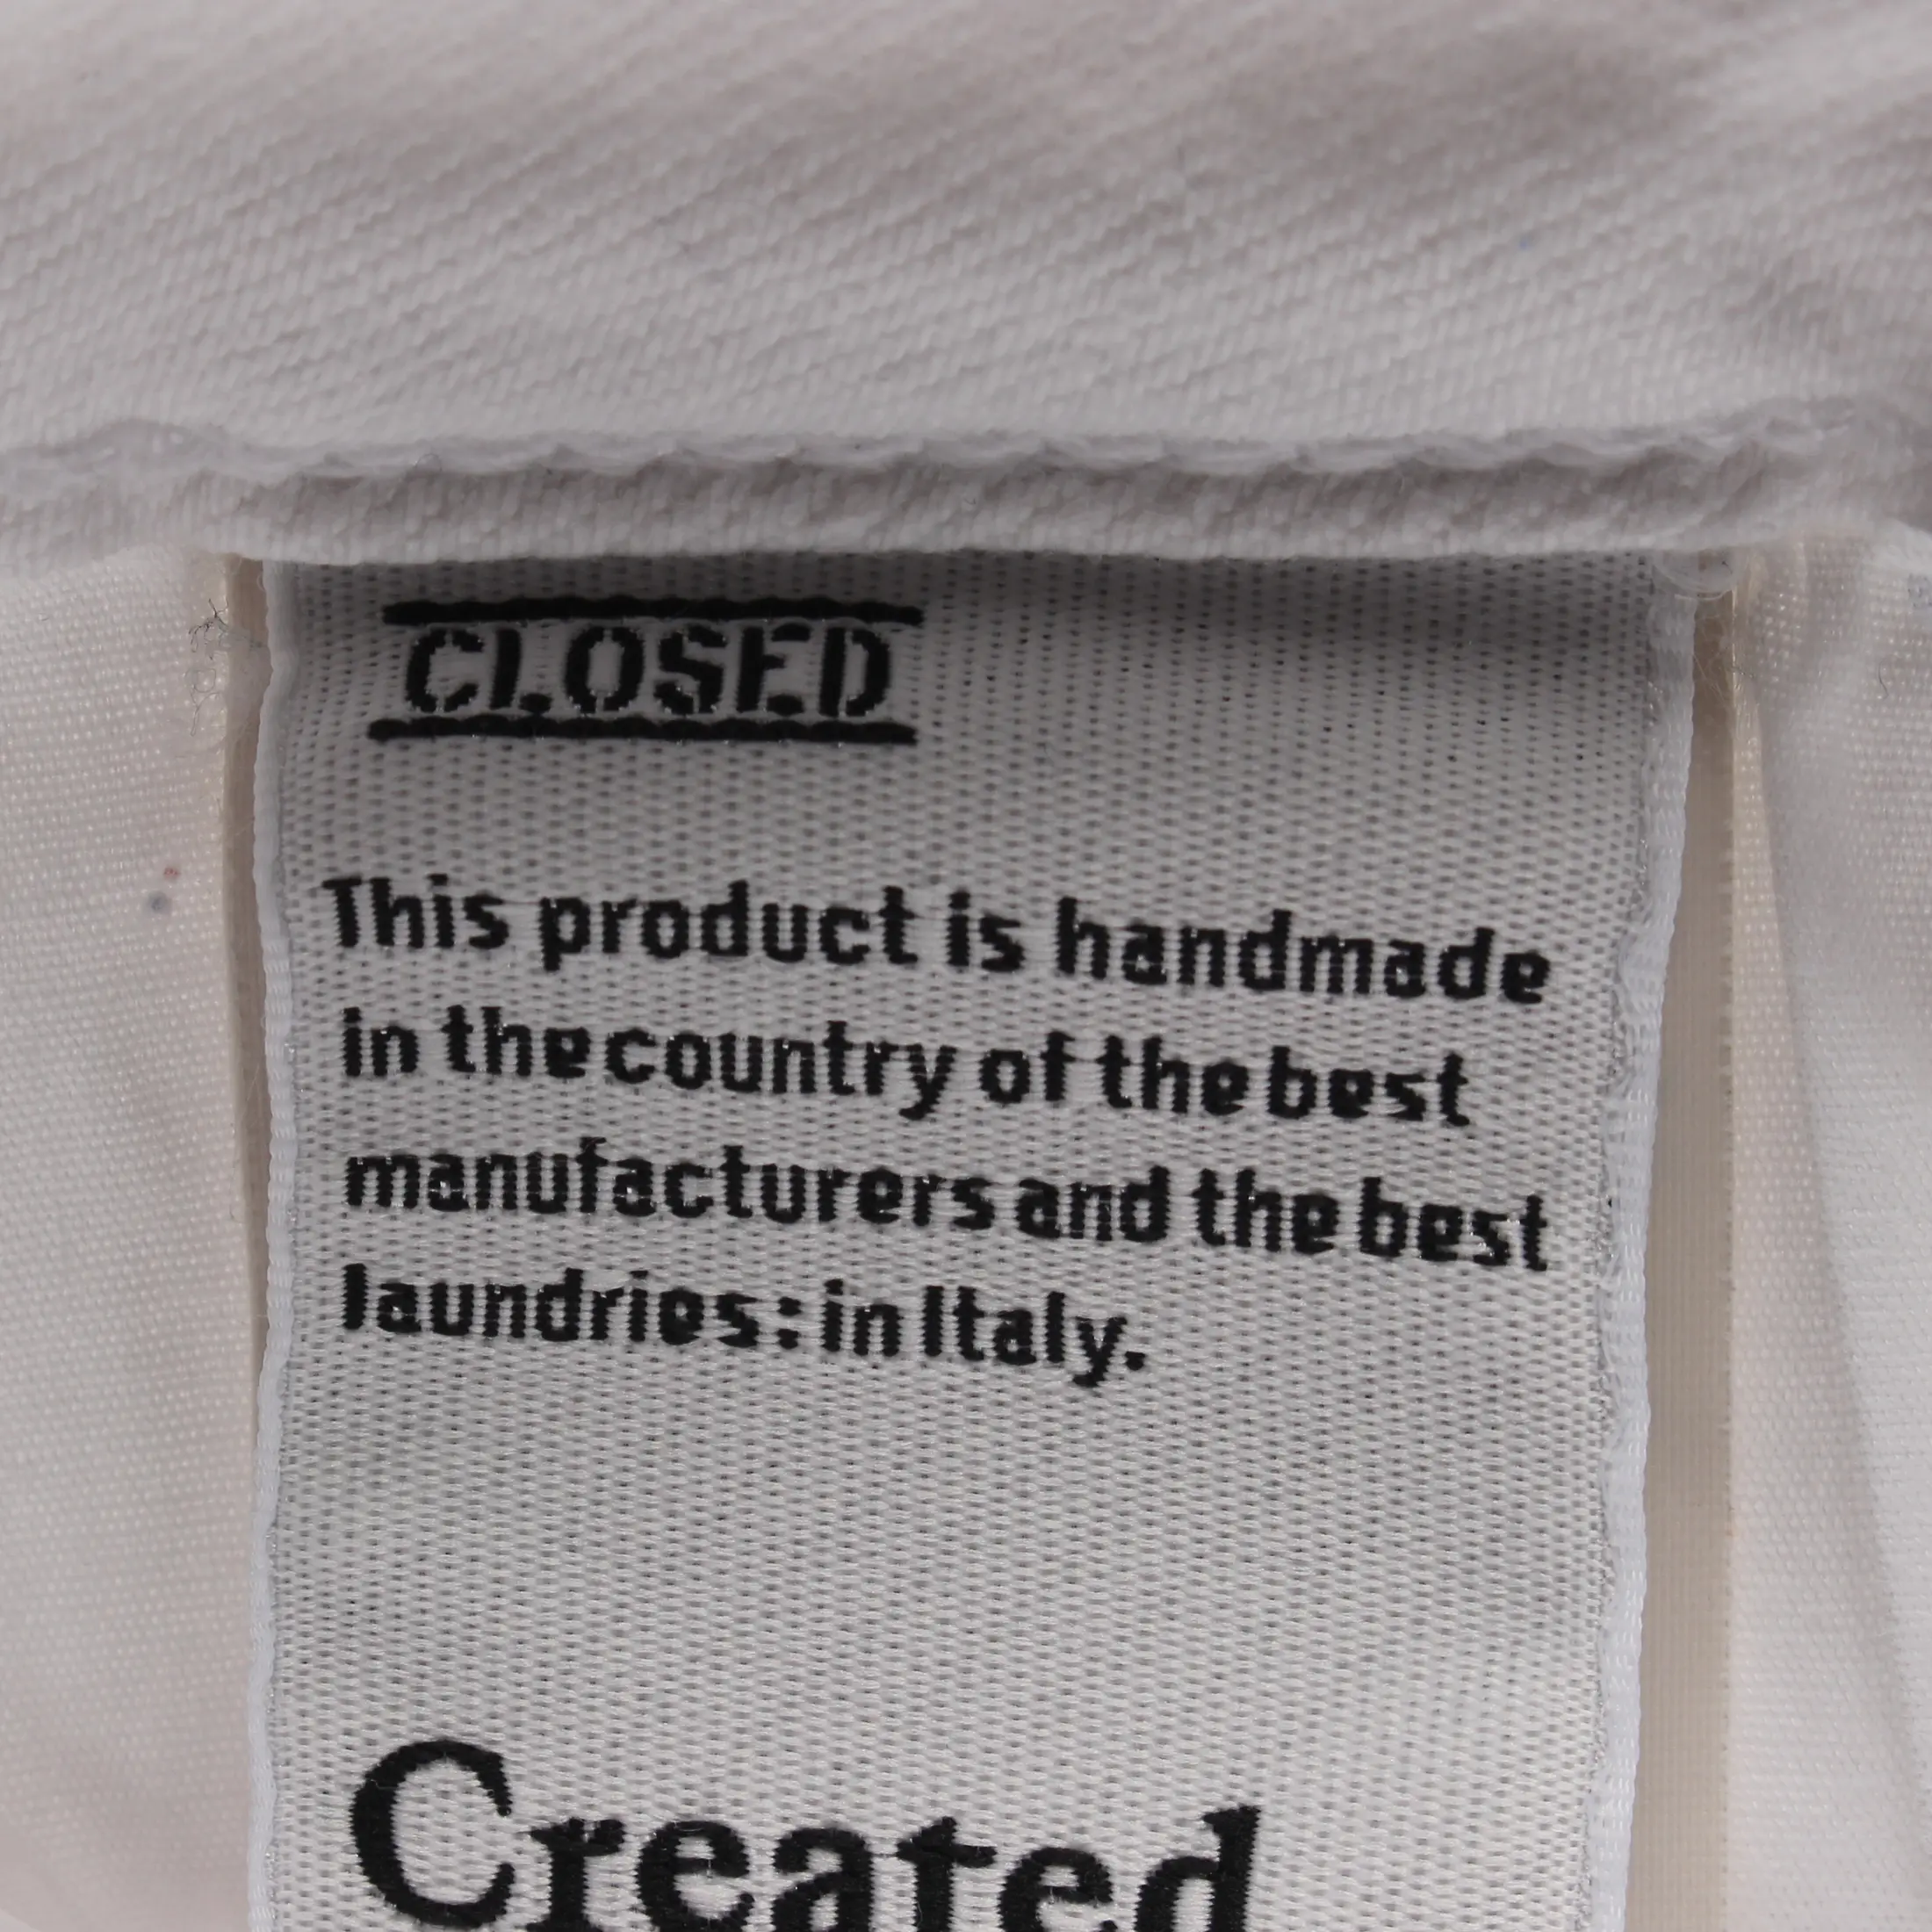 CLOSED
This product is handmade
in the country of the best
manufacturers and the best
laundries: in Italy.
Created